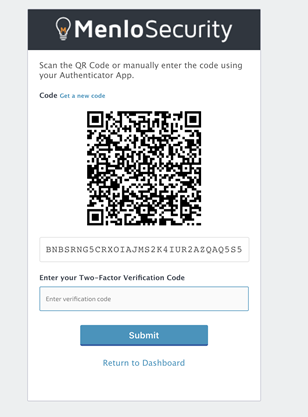 MenloSecurity
Scan the QR Code or manually enter the code using
your Authenticator App.
Code Get a new code
BNBSRNG5CRXOIAJMS2K4IUR2AZQAQ5S5
Enter your Two-Factor Verification Code
Enter verification code
Submit
Return to Dashboard